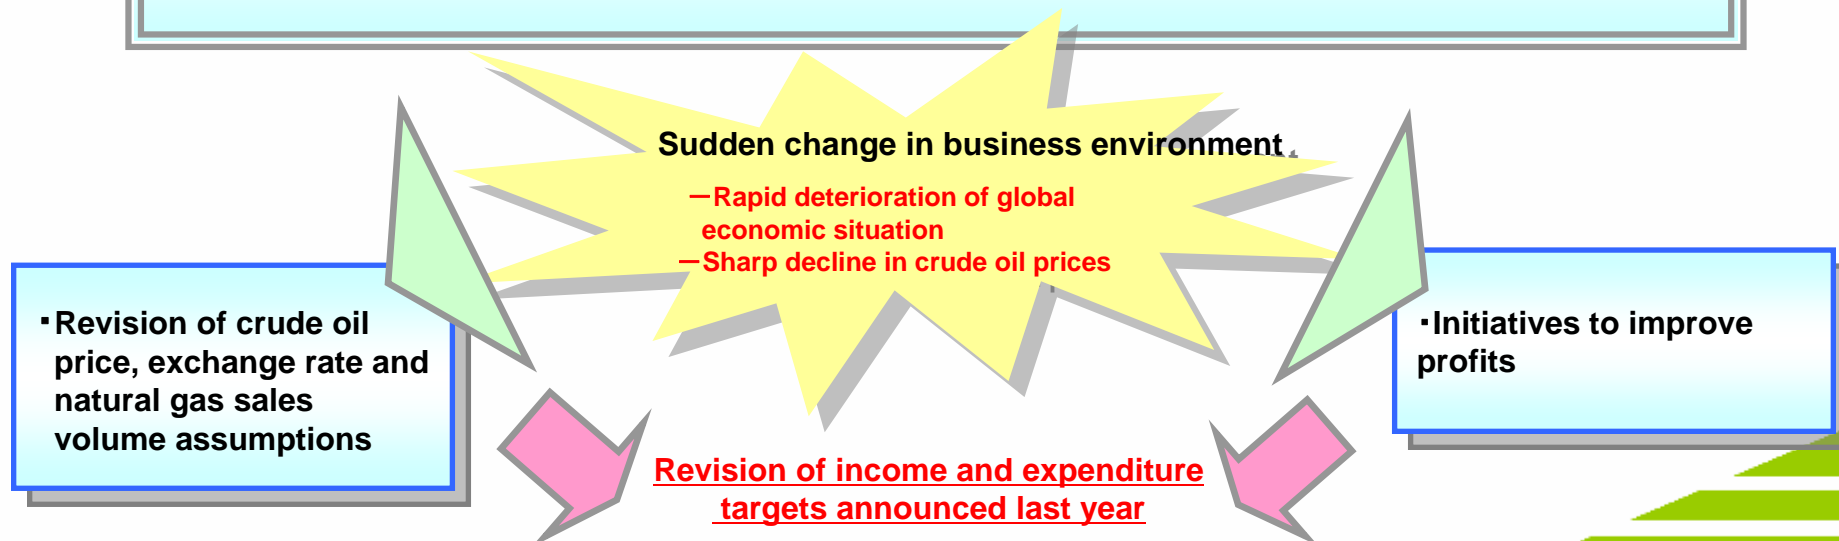 Sudden change in business environment
―Rapid deterioration of global
economic situation
―Sharp decline in crude oil prices
▪Revision of crude oil
price, exchange rate and
natural gas sales
volume assumptions
▪Initiatives to improve
profits
Revision of income and expenditure
targets announced last year